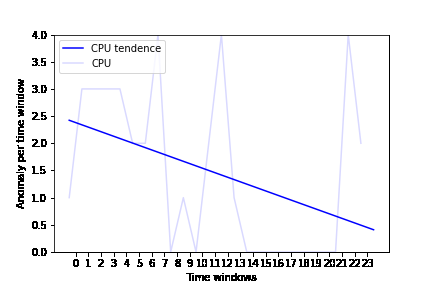 CPU tendence
CPU
Anomaly per time window
4.0
3.5
3.0
2.5
2.0
1.5
1.0
0.5
0.0
0 1 2 3 4 5 6 7 8 9 10 11 12 13 14 15 16 17 18 19 20 21 22 23
Time windows